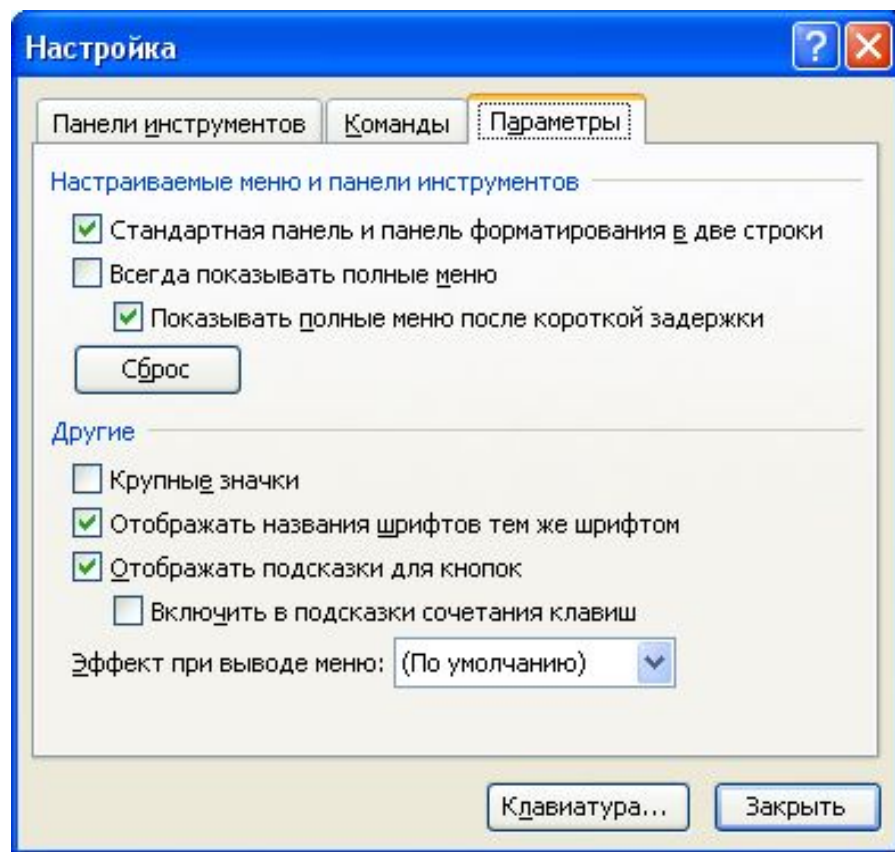 Настройка
Панели инструментов Команды Параметры
Настраиваемые меню и панели инструментов
Стандартная панель и панель форматирования в две строки
Всегда показывать полные меню
Показывать полные меню после короткой задержки
Сброс
Другие
Крупные значки
Отображать названия шрифтов тем же шрифтом
Отображать подсказки для кнопок
Включить в подсказки сочетания клавиш
Эффект при выводе меню: (По умолчанию)
Клавиатура... Закрыть